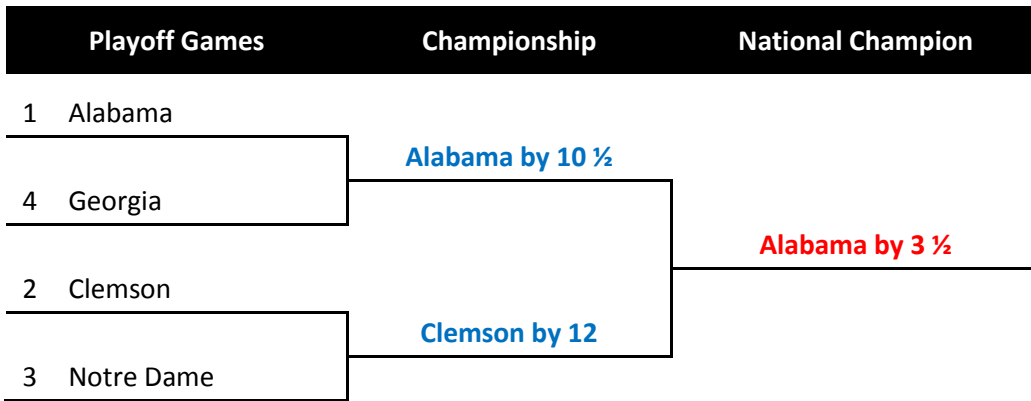 Playoff Games Championship National Champion
1 Alabama
Alabama by 10 ½
4 Georgia
Alabama by 3 ½
2 Clemson
Clemson by 12
3 Notre Dame